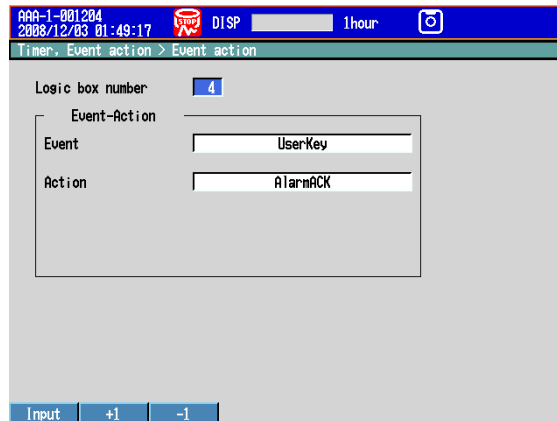 AAA-1-001204
2008/12/03 01:49:17 STOP DISP 1hour
Timer, Event action > Event action
Logic box number 4
Event-Action
Event UserKey
Action AlarmACK
Input +1 -1